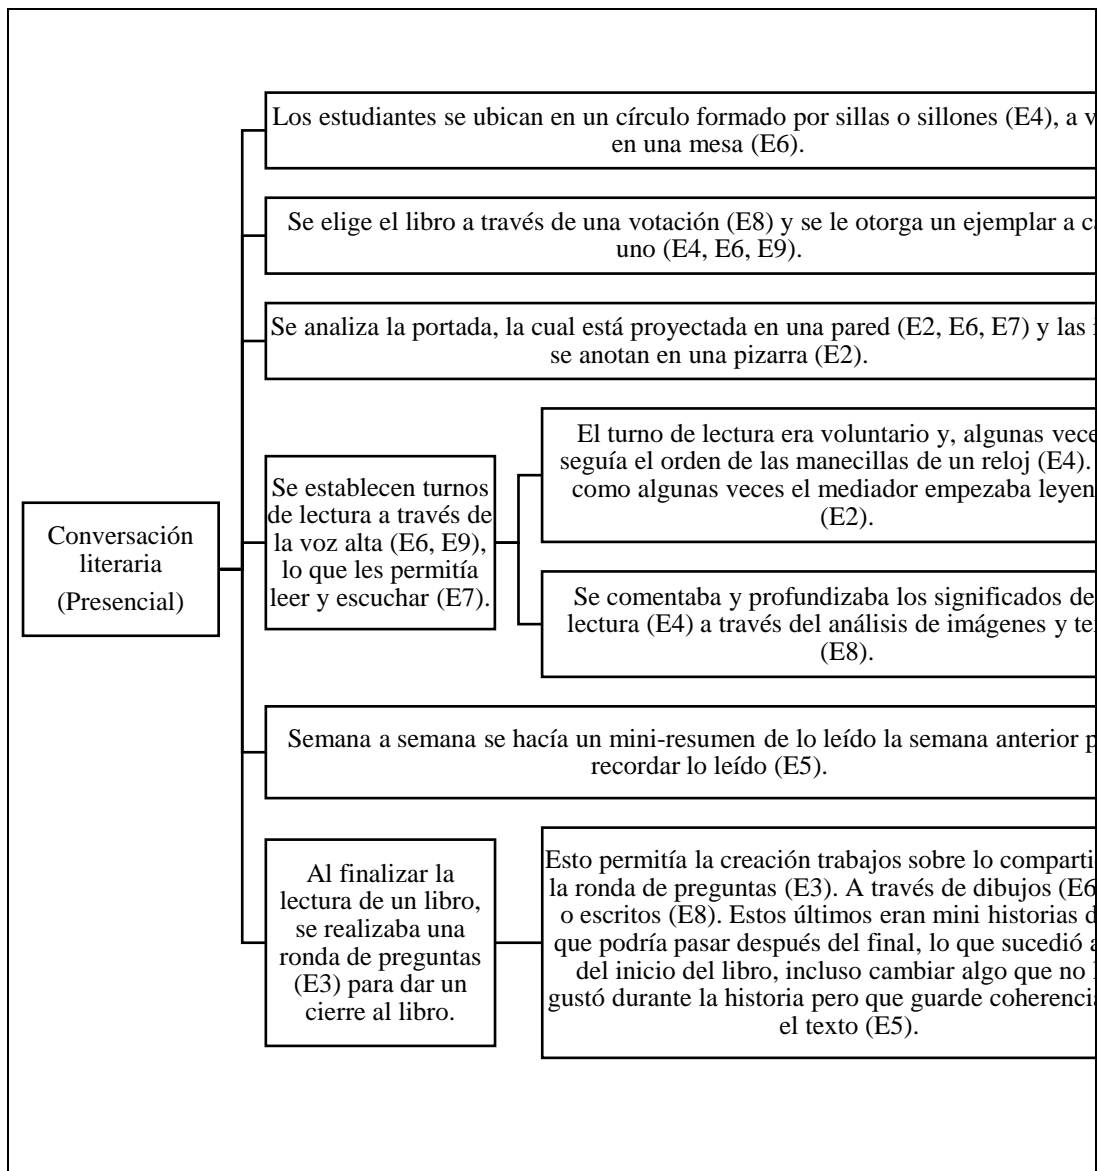 Conversación
literaria
(Presencial)
Los estudiantes se ubican en un círculo formado por sillas o sillones (E4), a
en una mesa (E6).
Se elige el libro a través de una votación (E8) y se le otorga un ejemplar a
uno (E4, E6, E9).
Se analiza la portada, la cual está proyectada en una pared (E2, E6, E7) y las
se anotan en una pizarra (E2).
Se establecen turnos
de lectura a través de
la voz alta (E6, E9),
lo que les permitía
leer y escuchar (E7).
El turno de lectura era voluntario y, algunas
seguía el orden de las manecillas de un reloj (E4).
como algunas veces el mediador empezaba
(E2).
Se comentaba y profundizaba los significados de
lectura (E4) a través del análisis de imágenes y
(E8).
Semana a semana se hacía un mini-resumen de lo leído la semana anterior
recordar lo leído (E5).
Al finalizar la
lectura de un libro,
se realizaba una
ronda de preguntas
(E3) para dar un
cierre al libro.
Esto permitía la creación trabajos sobre lo
la ronda de preguntas (E3). A través de dibujos (E6
o escritos (E8). Estos últimos eran mini historias
que podría pasar después del final, lo que sucedió
del inicio del libro, incluso cambiar algo que no
gustó durante la historia pero que guarde coherencia
el texto (E5).